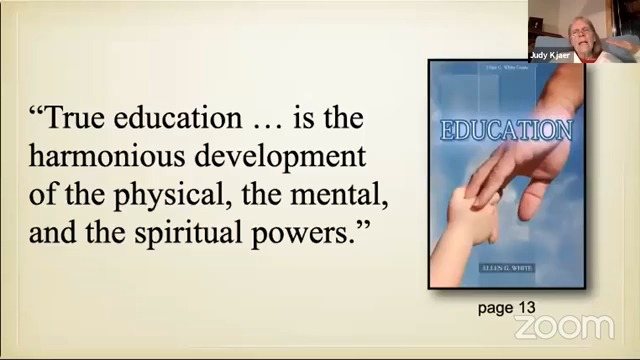 Judy Kjaer
“True education … is the
harmonious development
of the physical, the mental,
and the spiritual powers.”
EDUCATION
ELLEN G. WHITE
page 13
zoom